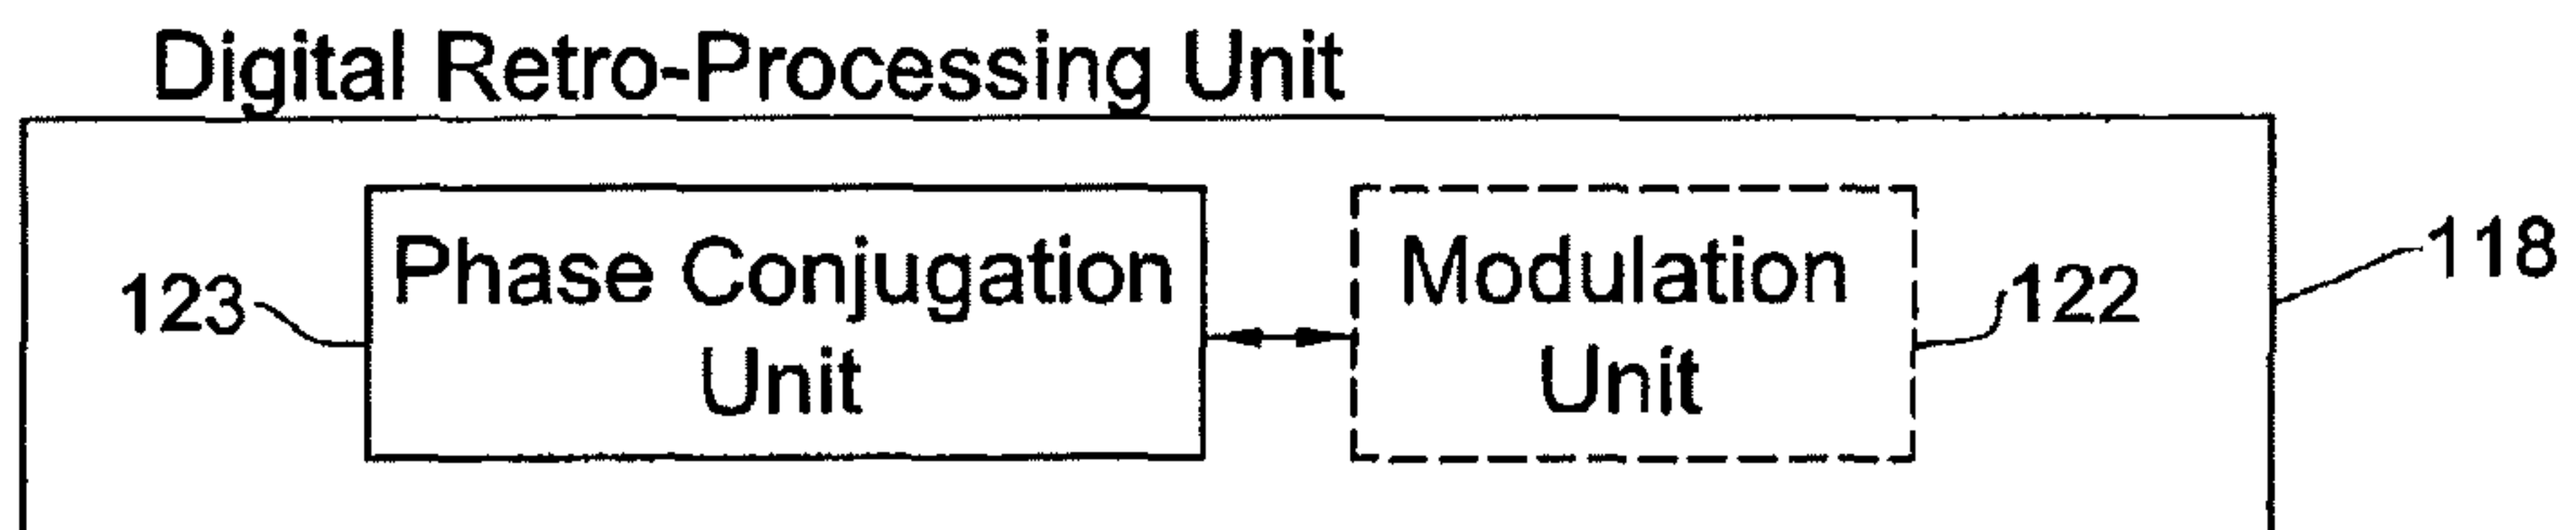 Digital Retro-Processing Unit
123
Phase Conjugation
Unit
Modulation
Unit
122
118